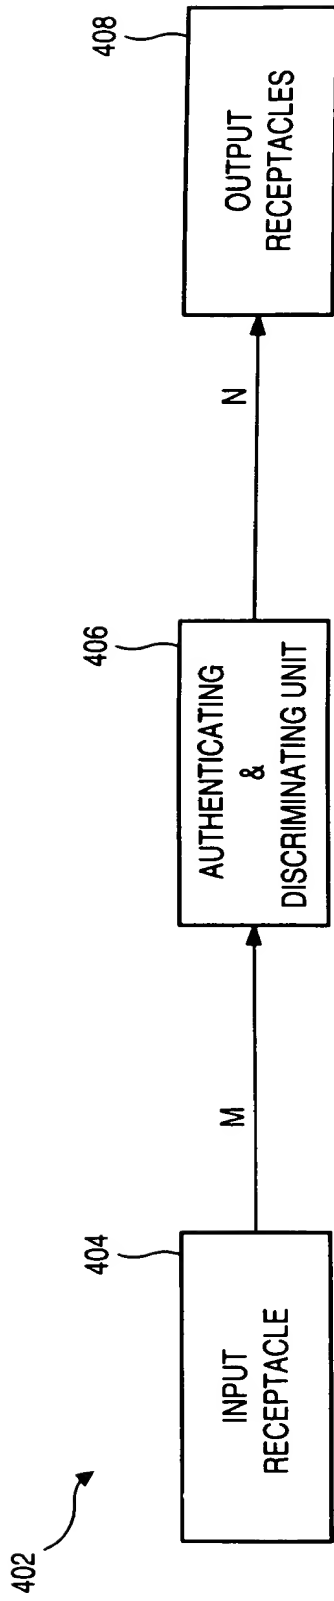 402
404
INPUT
RECEPTACLE
M
406
AUTHENTICATING
&
DISCRIMINATING UNIT
N
408
OUTPUT
RECEPTACLES